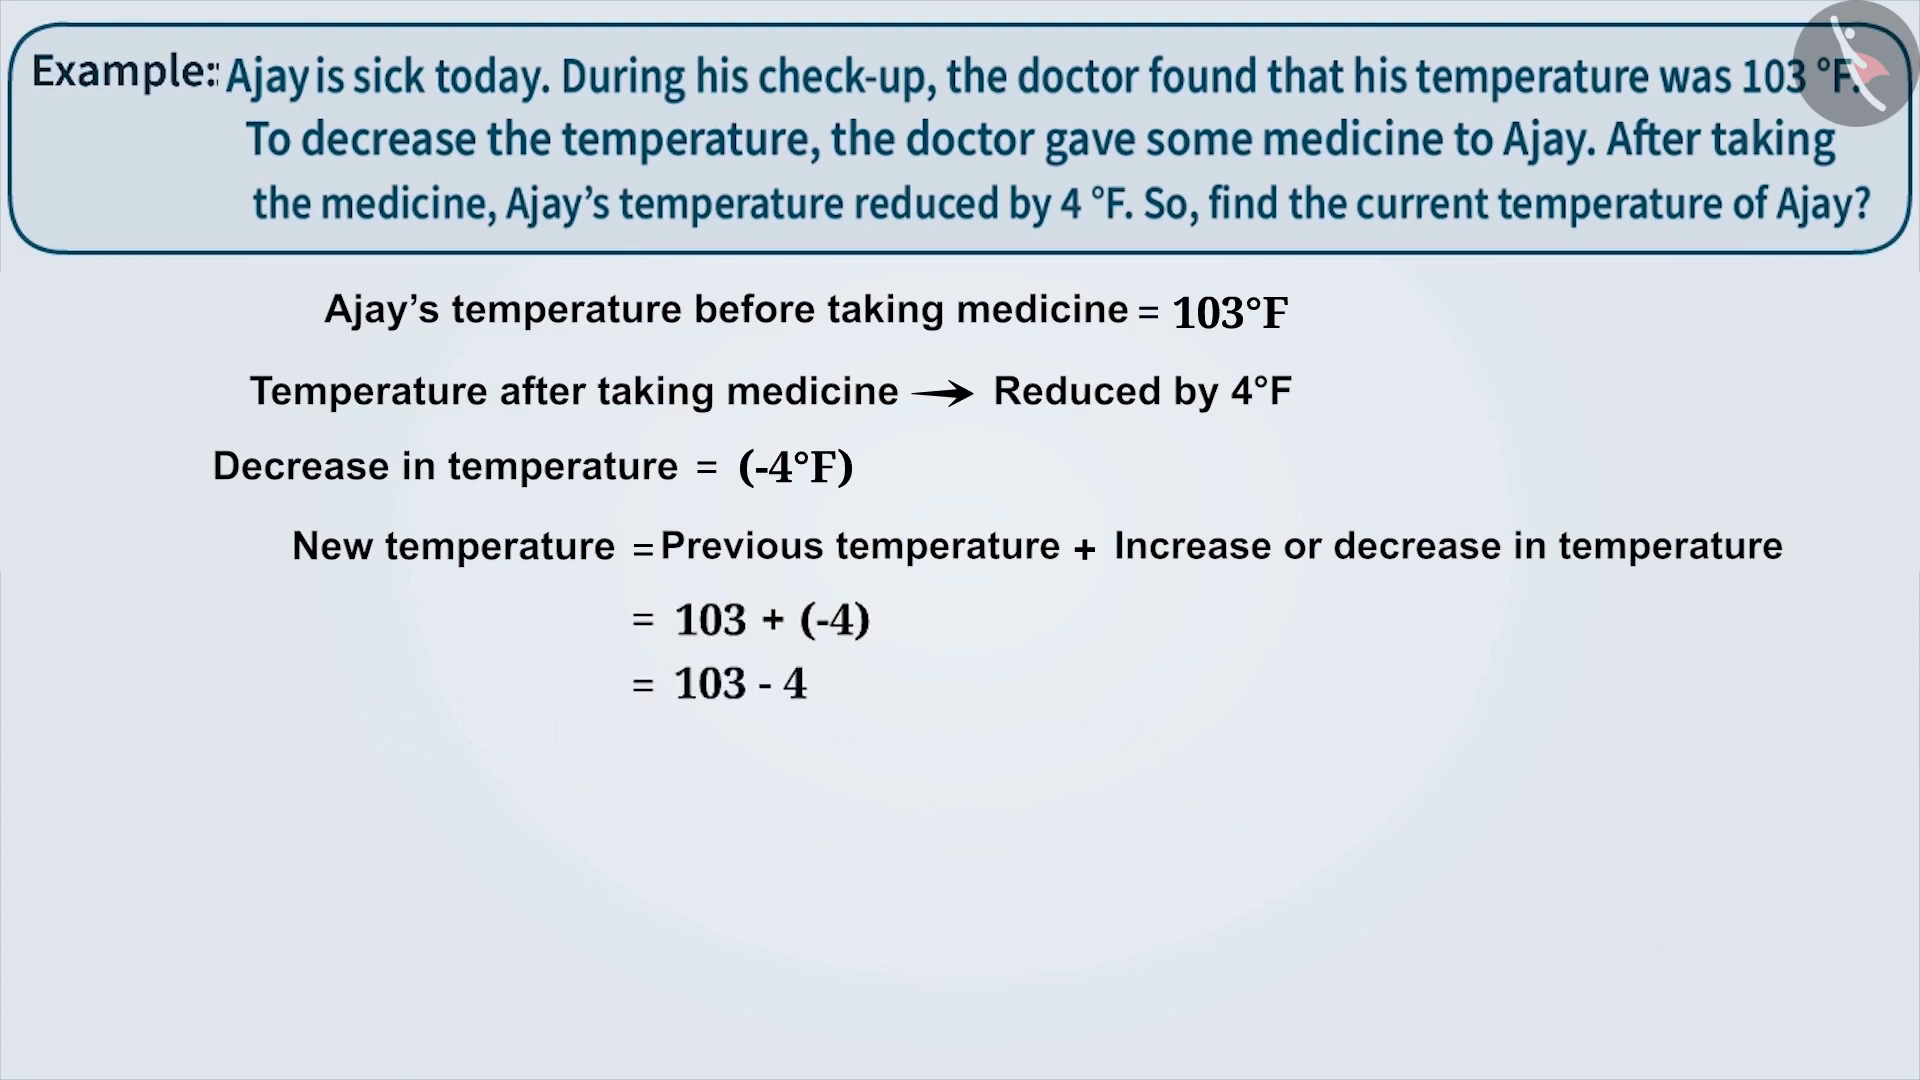 Example:: Ajay is sick today. During his check-up, the doctor found that his temperature was 103 °F.
To decrease the temperature, the doctor gave some medicine to Ajay. After taking
the medicine, Ajay’s temperature reduced by 4 °F. So, find the current temperature of Ajay?
Ajay’s temperature before taking medicine = 103°F
Temperature after taking medicine → Reduced by 4°F
Decrease in temperature = (-4°F)
New temperature = Previous temperature + Increase or decrease in temperature
= 103 + (-4)
= 103 - 4